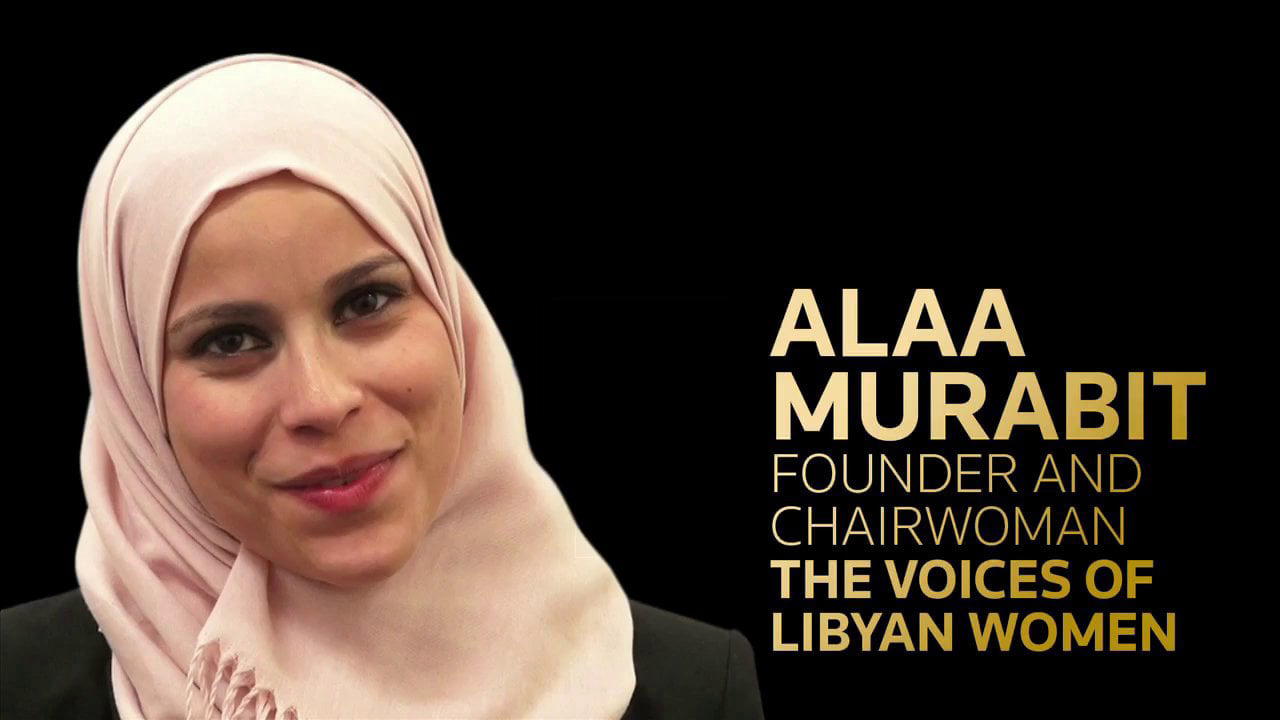 ALAA
MURABIT
FOUNDER AND
CHAIRWOMAN
THE VOICES OF
LIBYAN WOMEN